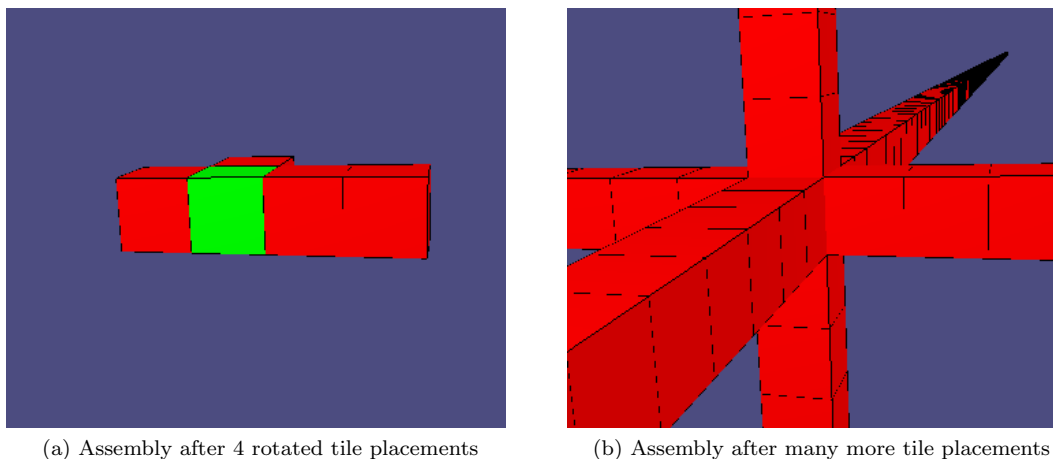 (a) Assembly after 4 rotated tile placements
(b) Assembly after many more tile placements